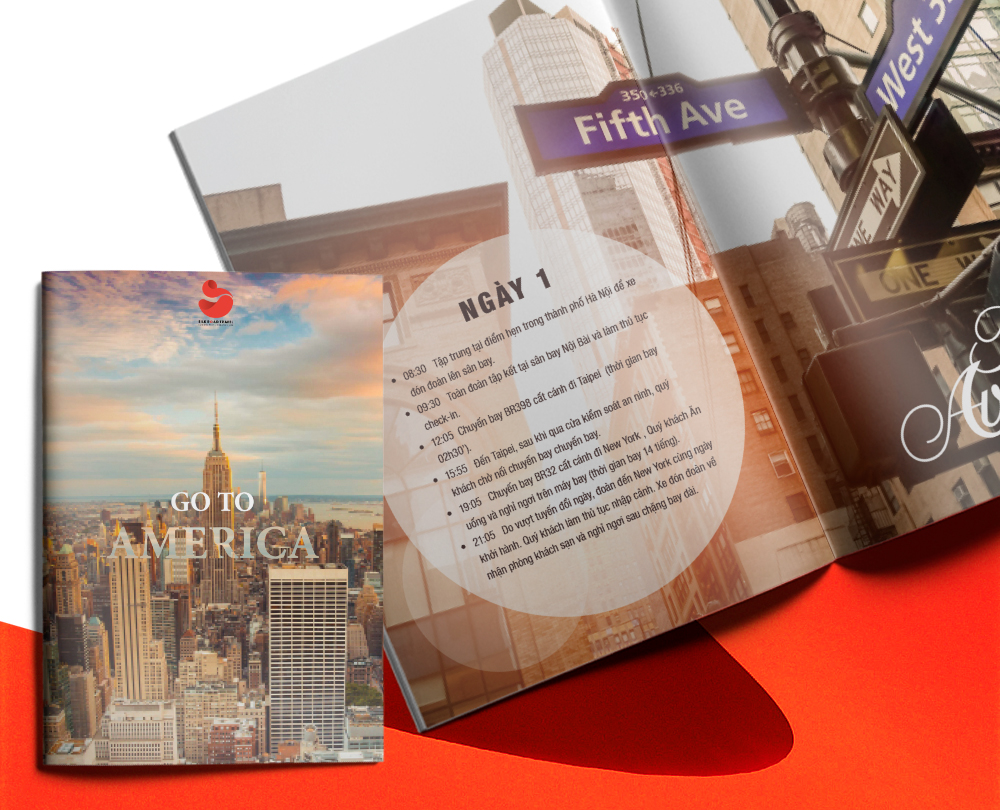 GO TO
AMERICA
350←336
Fifth Ave
West 3
WAY
ONE W
NGÀY 1
• 08:30 Tập trung tại điểm hẹn trong thành phố Hà Nội để xe
đón đoàn lên sân bay.
• 09:30 Toàn đoàn tập kết tại sân bay Nội Bài và làm thủ tục
check-in.
• 12:05 Chuyến bay BR398 cất cánh đi Taipei (thời gian bay
02h30').
• 15:55 Đến Taipei, sau khi qua cửa kiểm soát an ninh, quý
khách chờ nối chuyến bay chuyến bay.
• 19:05 Chuyến bay BR32 cất cánh đi New York , Quý khách Ăn
uống và nghỉ ngơi trên máy bay (thời gian bay 14 tiếng).
• 21:05 Do vượt tuyến đổi ngày, đoàn đến New York cùng ngày
khởi hành. Quý khách làm thủ tục nhập cảnh. Xe đón đoàn về
nhận phòng khách sạn và nghỉ ngơi sau chặng bay dài.